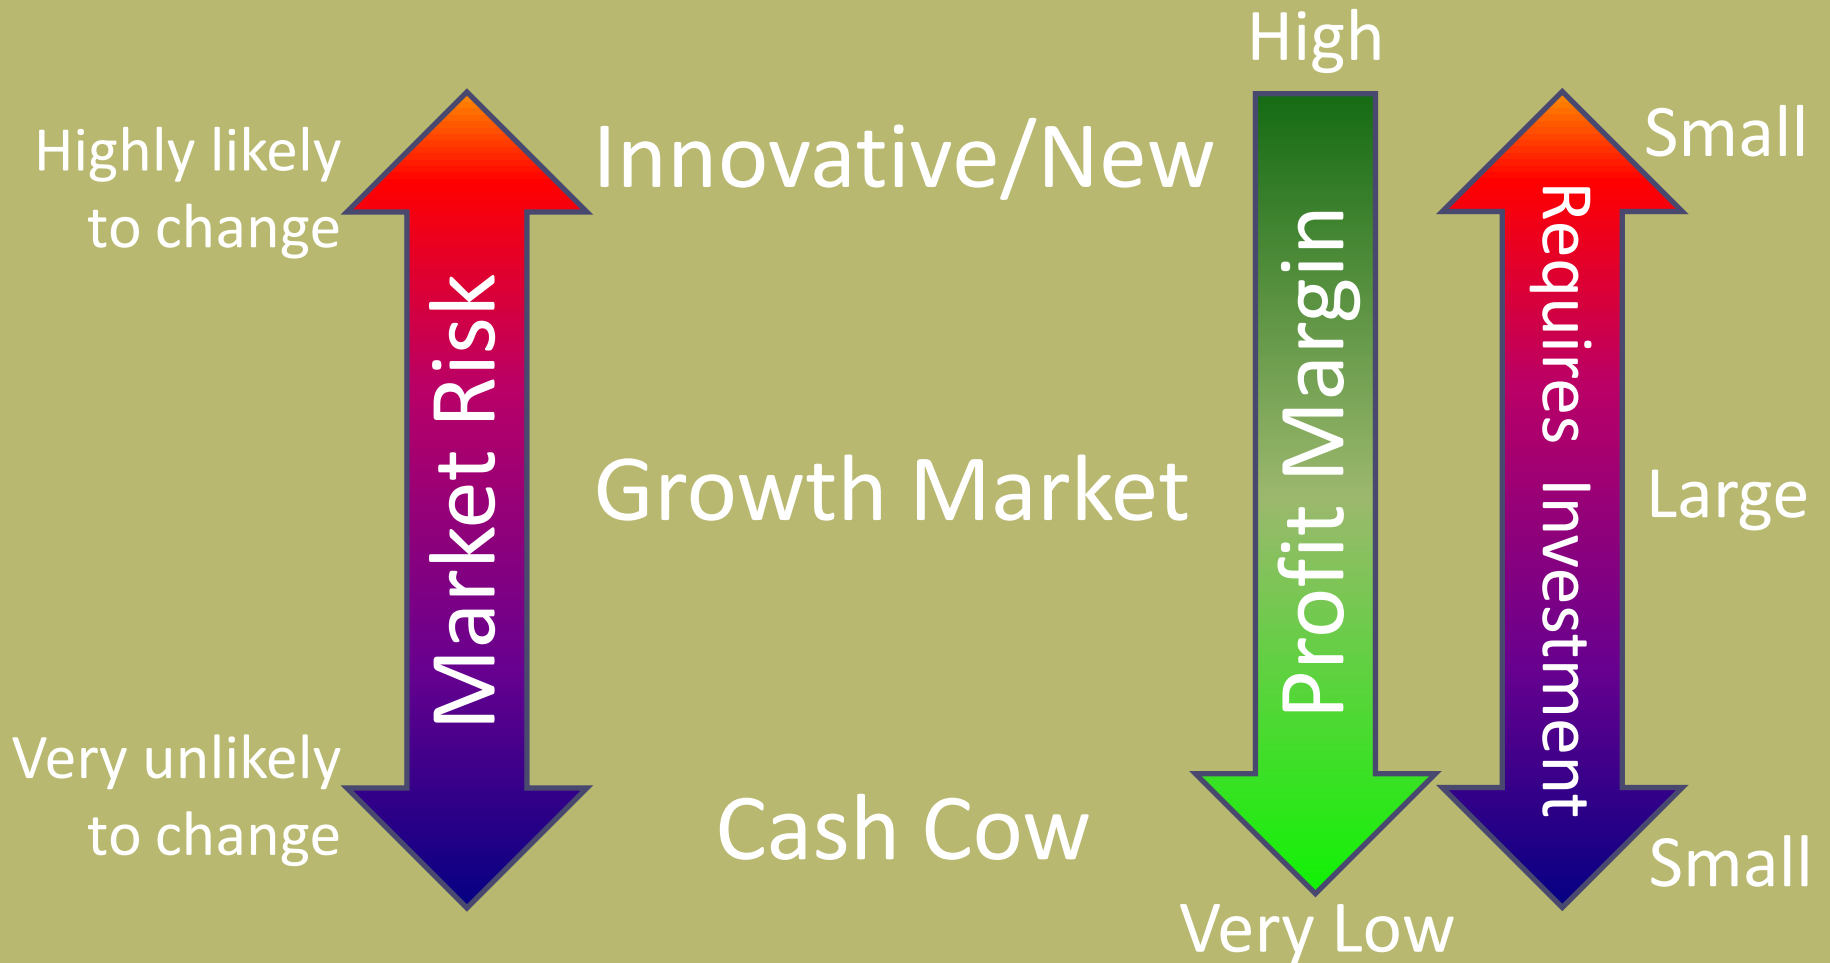 High
Highly likely
to change
Innovative/New
Small
Market Risk
Profit Margin
Requires Investment
Growth Market
Large
Very unlikely
to change
Cash Cow
Small
Very Low